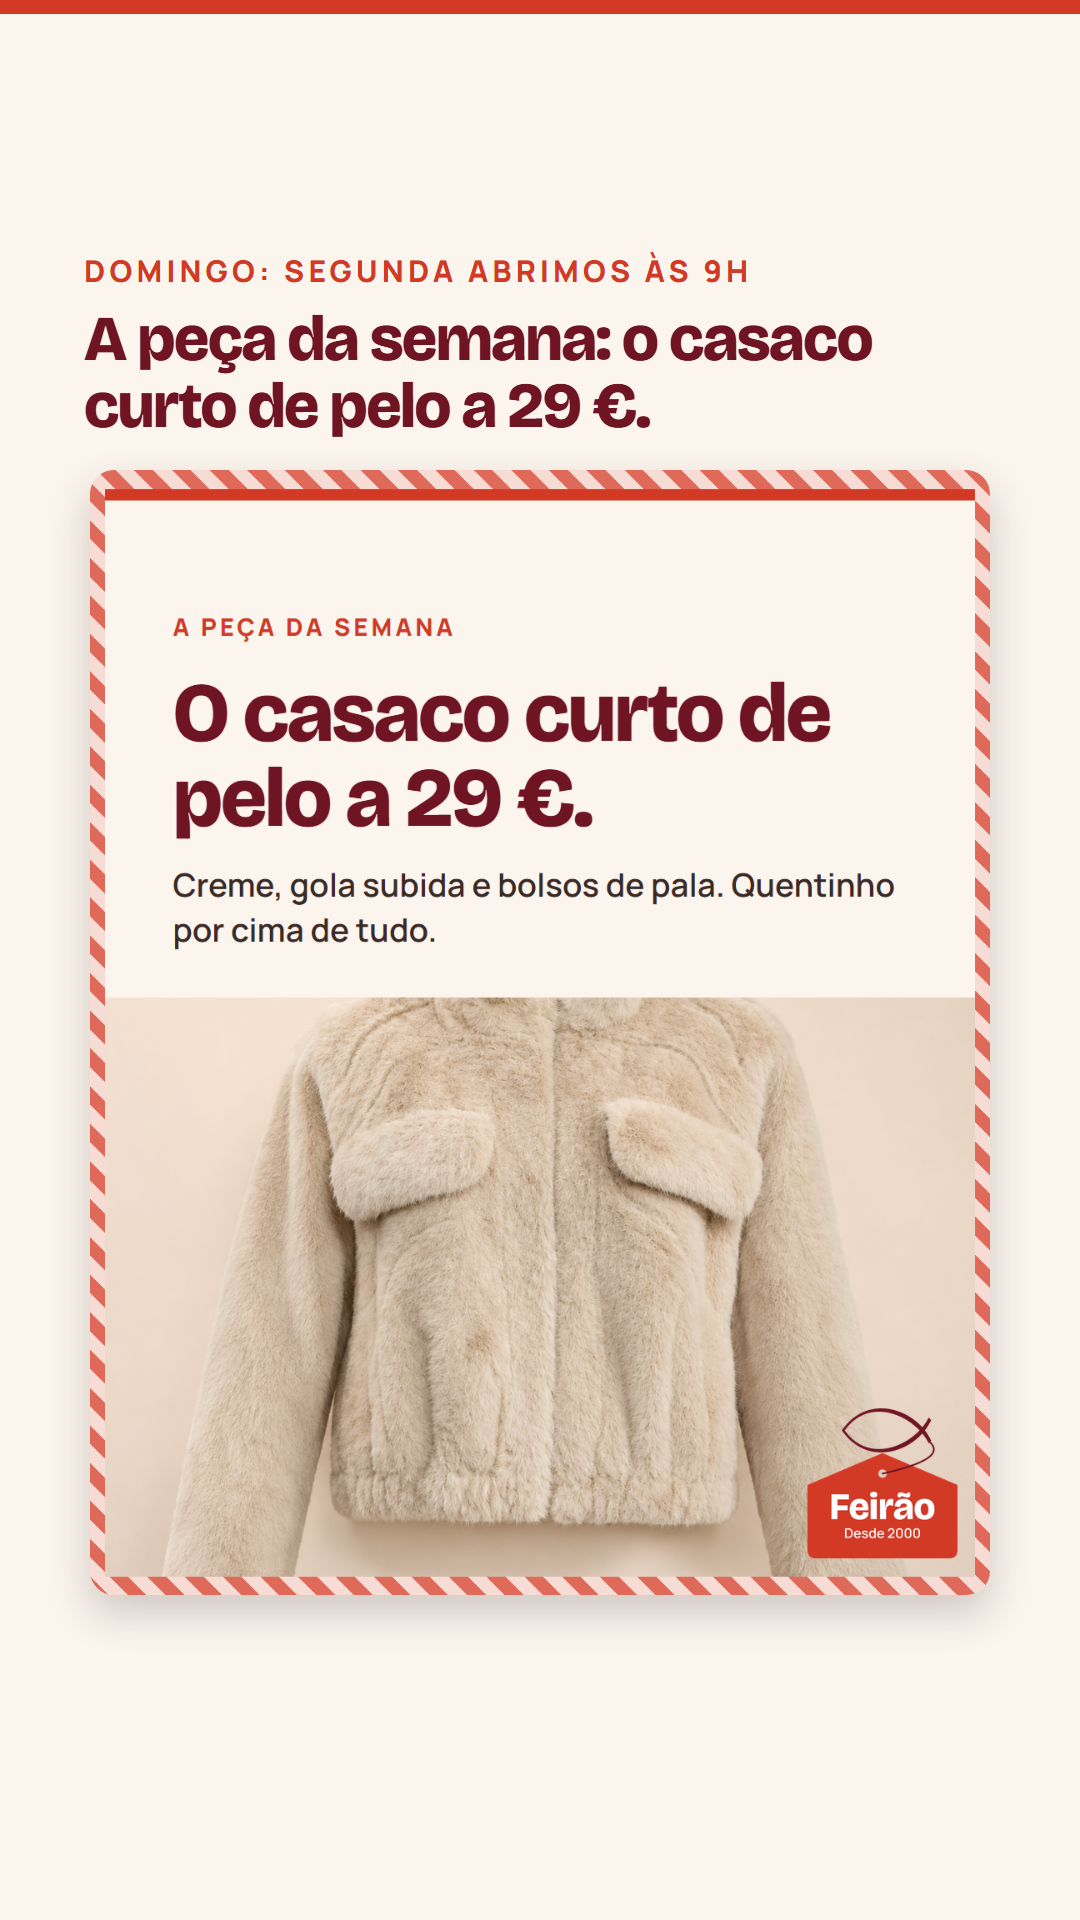 DOMINGO: SEGUNDA ABRIMOS ÀS 9H
A peça da semana: o casaco
curto de pelo a 29 €.
A PEÇA DA SEMANA
O casaco curto de
pelo a 29 €.
Creme, gola subida e bolsos de pala. Quentinho
por cima de tudo.
Feirão
Desde 2000